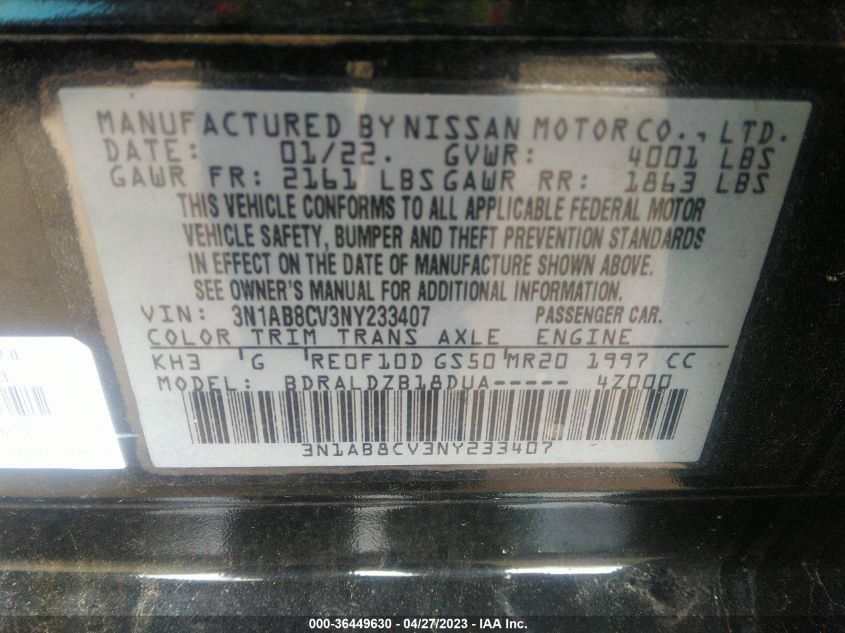 MANUFACTURED BY NISSAN MOTOR CO., LTD.
DATE: 01/22. GVWR: 4001 LBS
GAWR FR: 2161 LBS GAWR RR: 1863 LBS
THIS VEHICLE CONFORMS TO ALL APPLICABLE FEDERAL MOTOR
VEHICLE SAFETY, BUMPER AND THEFT PREVENTION STANDARDS
IN EFFECT ON THE DATE OF MANUFACTURE SHOWN ABOVE.
SEE OWNER'S MANUAL FOR ADDITIONAL INFORMATION.
VIN: 3N1AB8CV3NY233407 PASSENGER CAR.
COLOR TRIM TRANS AXLE ENGINE
KH3 'G 'RE0F10D GS50'MR20 1997 CC
MODEL: BDRALDZB18DUA----- 4Z000
3N1AB8CV3NY233407
000-36449630 - 04/27/2023 - IAA Inc.